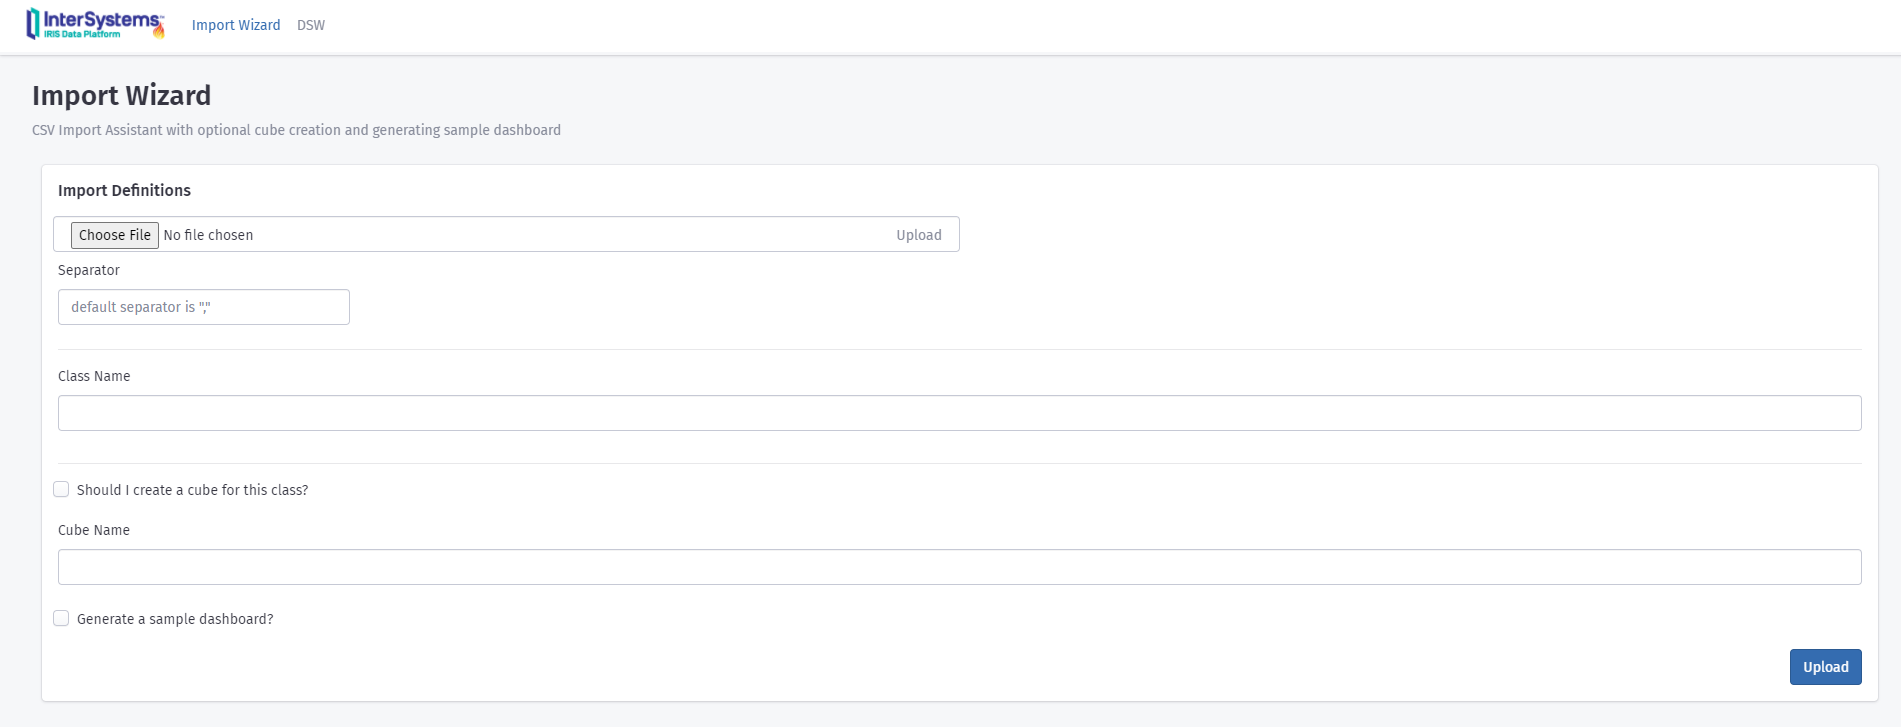 InterSystems™
IRIS Data Platform
Import Wizard DSW
Import Wizard
CSV Import Assistant with optional cube creation and generating sample dashboard
Import Definitions
Choose File No file chosen Upload
Separator
default separator is ","
Class Name
Should I create a cube for this class?
Cube Name
Generate a sample dashboard?
Upload